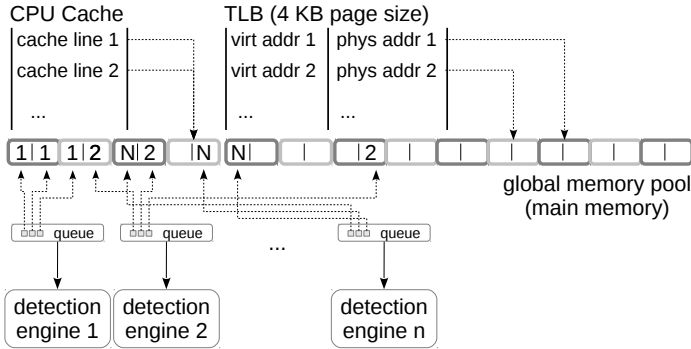 CPU Cache TLB (4 KB page size)
cache line 1 virt addr 1 phys addr 1
cache line 2 virt addr 2 phys addr 2
... ... ...
1 1 1 2 N 2 N N 2
global memory pool
(main memory)
queue queue ... queue
detection detection detection
engine 1 engine 2 engine n